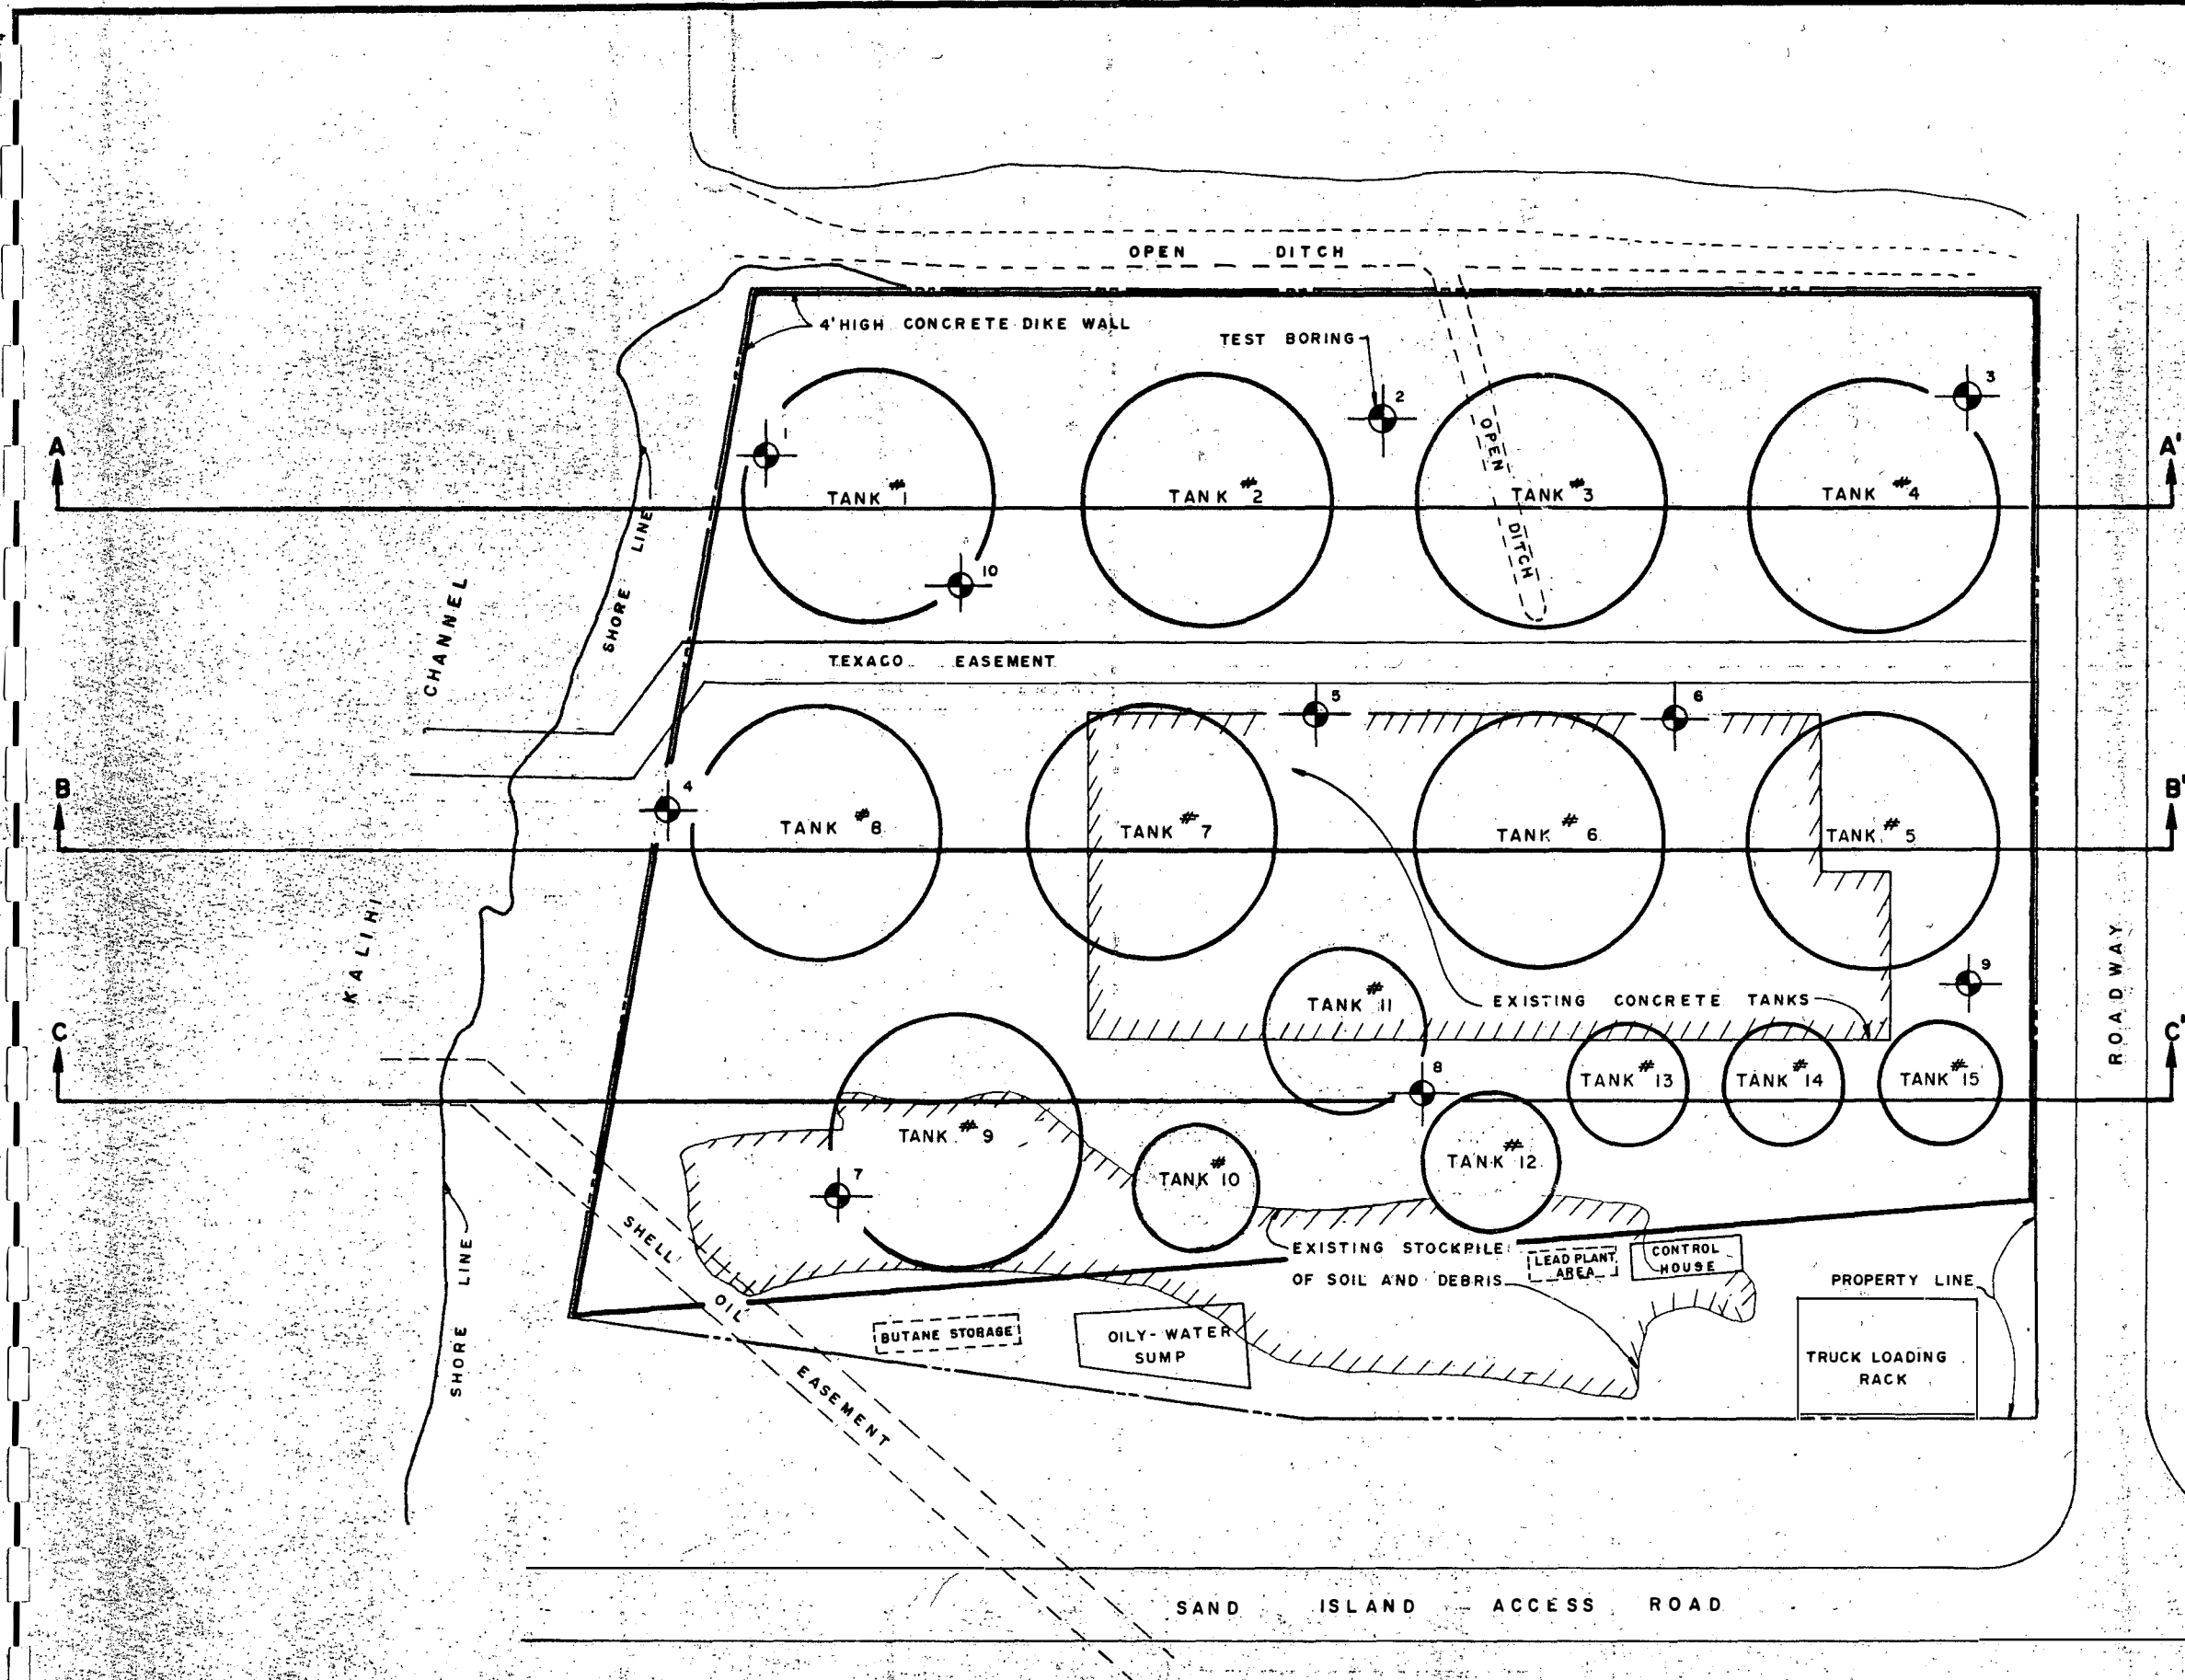 OPEN DITCH
4' HIGH CONCRETE DIKE WALL
TEST BORING
3
2
1
A
A'
OPEN DITCH
TANK #1
TANK #2
TANK #3
TANK #4
SHORE LINE
10
CHANNEL
TEXACO EASEMENT
5
6
4
B
B'
TANK #8
TANK #7
TANK #6
TANK #5
KALIHI
ROADWAY
9
TANK #11
EXISTING CONCRETE TANKS
C
C'
8
TANK #13
TANK #14
TANK #15
TANK #9
TANK #12
7
TANK #10
SHELL OIL EASEMENT
EXISTING STOCKPILE
OF SOIL AND DEBRIS
LEAD PLANT
AREA
CONTROL
HOUSE
PROPERTY LINE
SHORE LINE
BUTANE STORAGE
OILY-WATER
SUMP
TRUCK LOADING
RACK
SAND ISLAND ACCESS ROAD